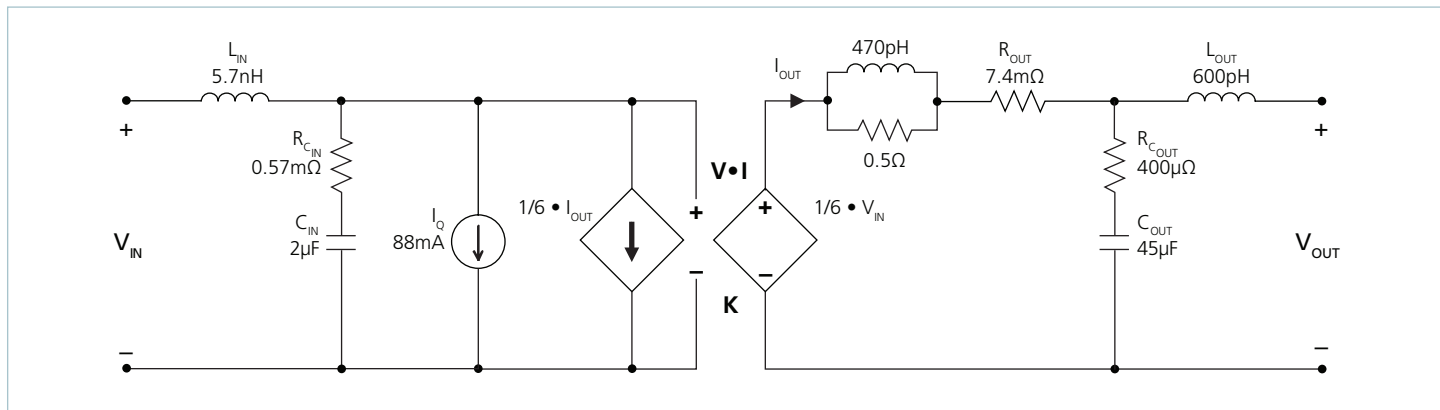 L_IN
5.7nH
+
V_IN
–
R_C_IN
0.57mΩ
C_IN
2μF
I_Q
88mA
1/6 • I_OUT
+
–
V•I
K
+
–
1/6 • V_IN
I_OUT
470pH
0.5Ω
R_OUT
7.4mΩ
R_C_OUT
400μΩ
C_OUT
45μF
L_OUT
600pH
+
V_OUT
–